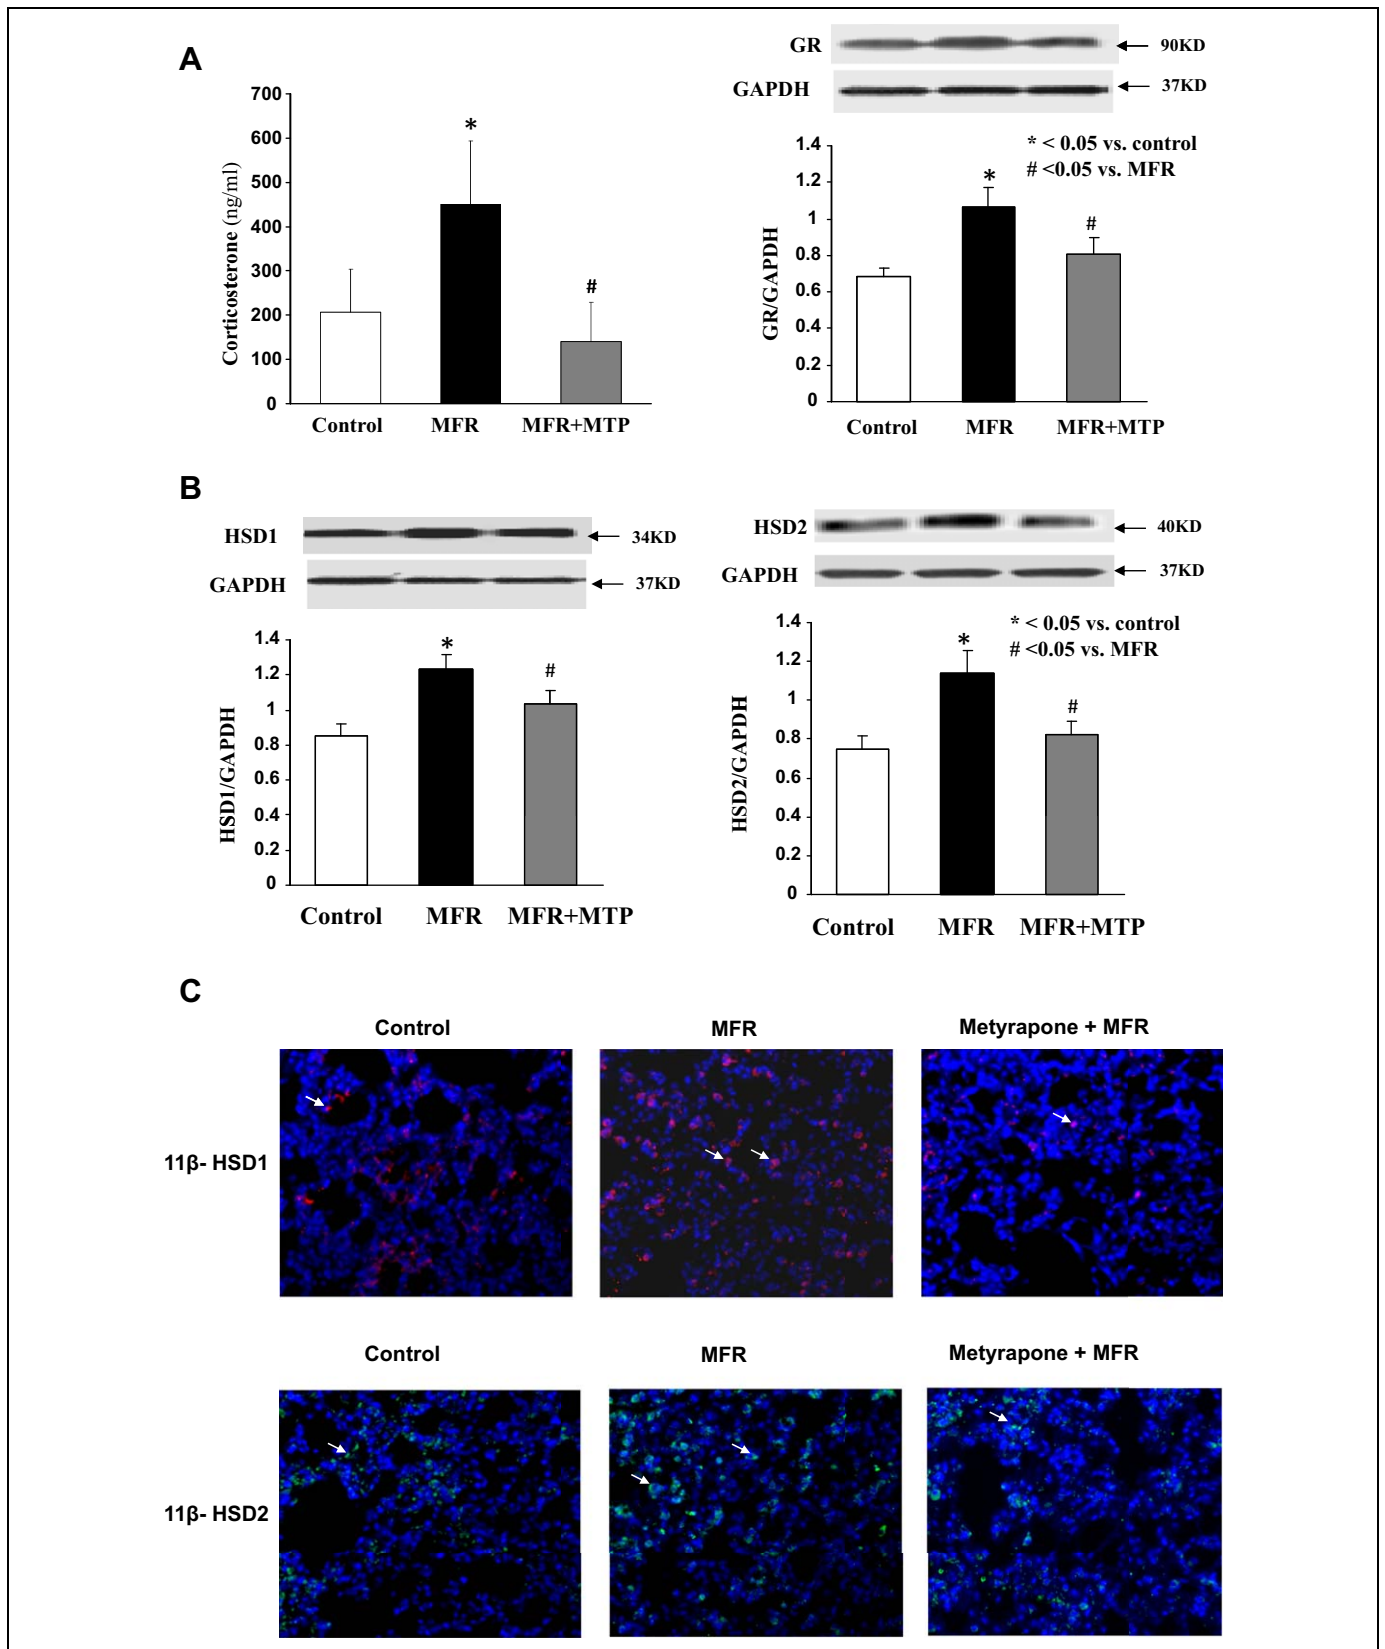 A
700
600
500
400
300
200
100
0
Corticosterone (ng/ml)
*
#
Control MFR MFR+MTP
GR
90KD
GAPDH
37KD
* < 0.05 vs. control
# <0.05 vs. MFR
1.4
1.2
1
0.8
0.6
0.4
0.2
0
GR/GAPDH
*
#
Control MFR MFR+MTP
B
HSD1
34KD
GAPDH
37KD
1.4
1.2
1
0.8
0.6
0.4
0.2
0
HSD1/GAPDH
*
#
Control MFR MFR+MTP
HSD2
40KD
GAPDH
37KD
* < 0.05 vs. control
# <0.05 vs. MFR
1.4
1.2
1
0.8
0.6
0.4
0.2
0
HSD2/GAPDH
*
#
Control MFR MFR+MTP
C
Control MFR Metyrapone + MFR
11β- HSD1
Control MFR Metyrapone + MFR
11β- HSD2